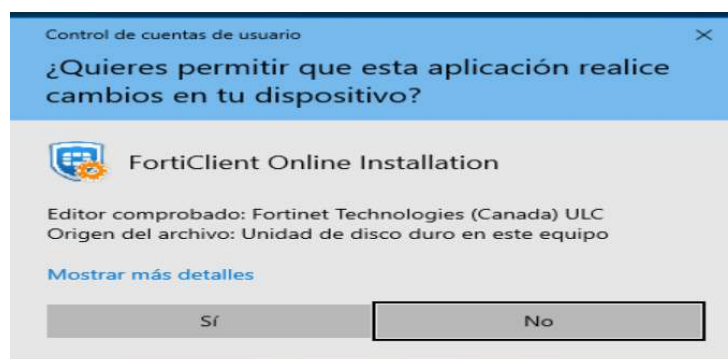 Control de cuentas de usuario
¿Quieres permitir que esta aplicación realice
cambios en tu dispositivo?
FortiClient Online Installation
Editor comprobado: Fortinet Technologies (Canada) ULC
Origen del archivo: Unidad de disco duro en este equipo
Mostrar más detalles
Sí
No